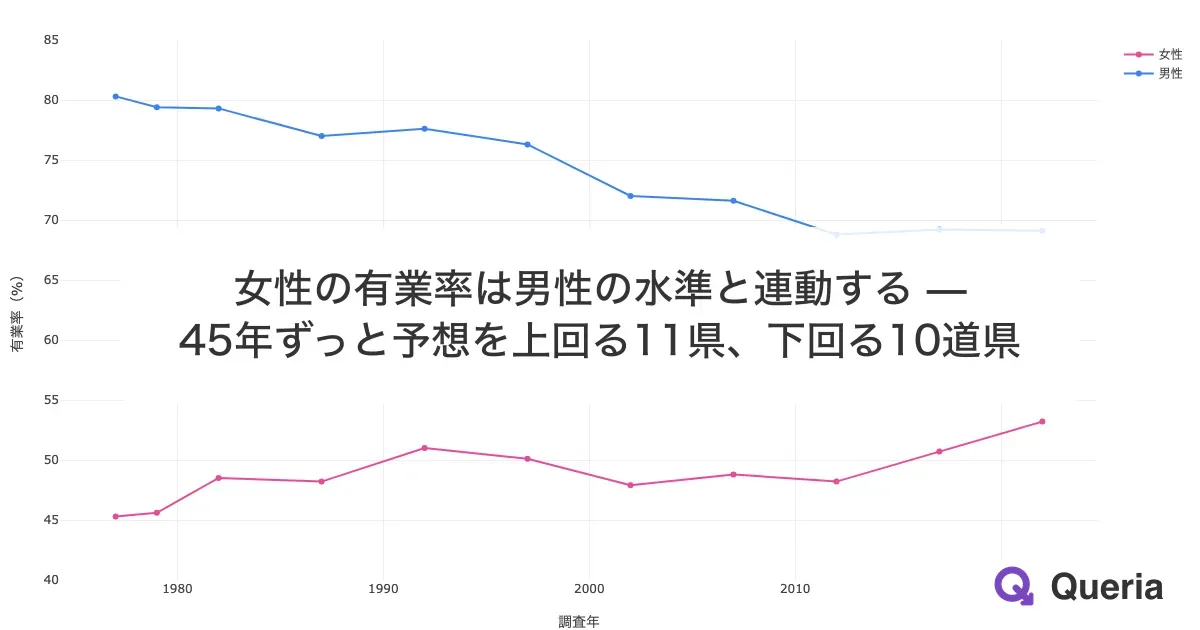 85
80
75
70
65
60
55
50
45
40
有業率（%）
女性
男性
女性の有業率は男性の水準と連動する —
45年ずっと予想を上回る11県、下回る10道県
1980
1990
2000
2010
調査年
Queria